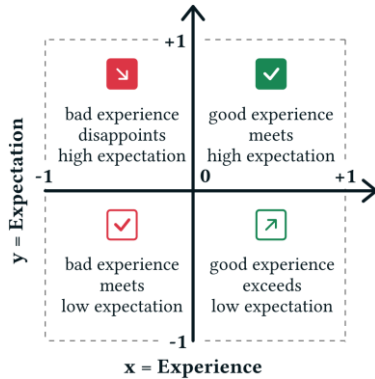 +1
bad experience
disappoints
high expectation
good experience
meets
high expectation
y = Expectation
-1
0
+1
bad experience
meets
low expectation
good experience
exceeds
low expectation
-1
x = Experience